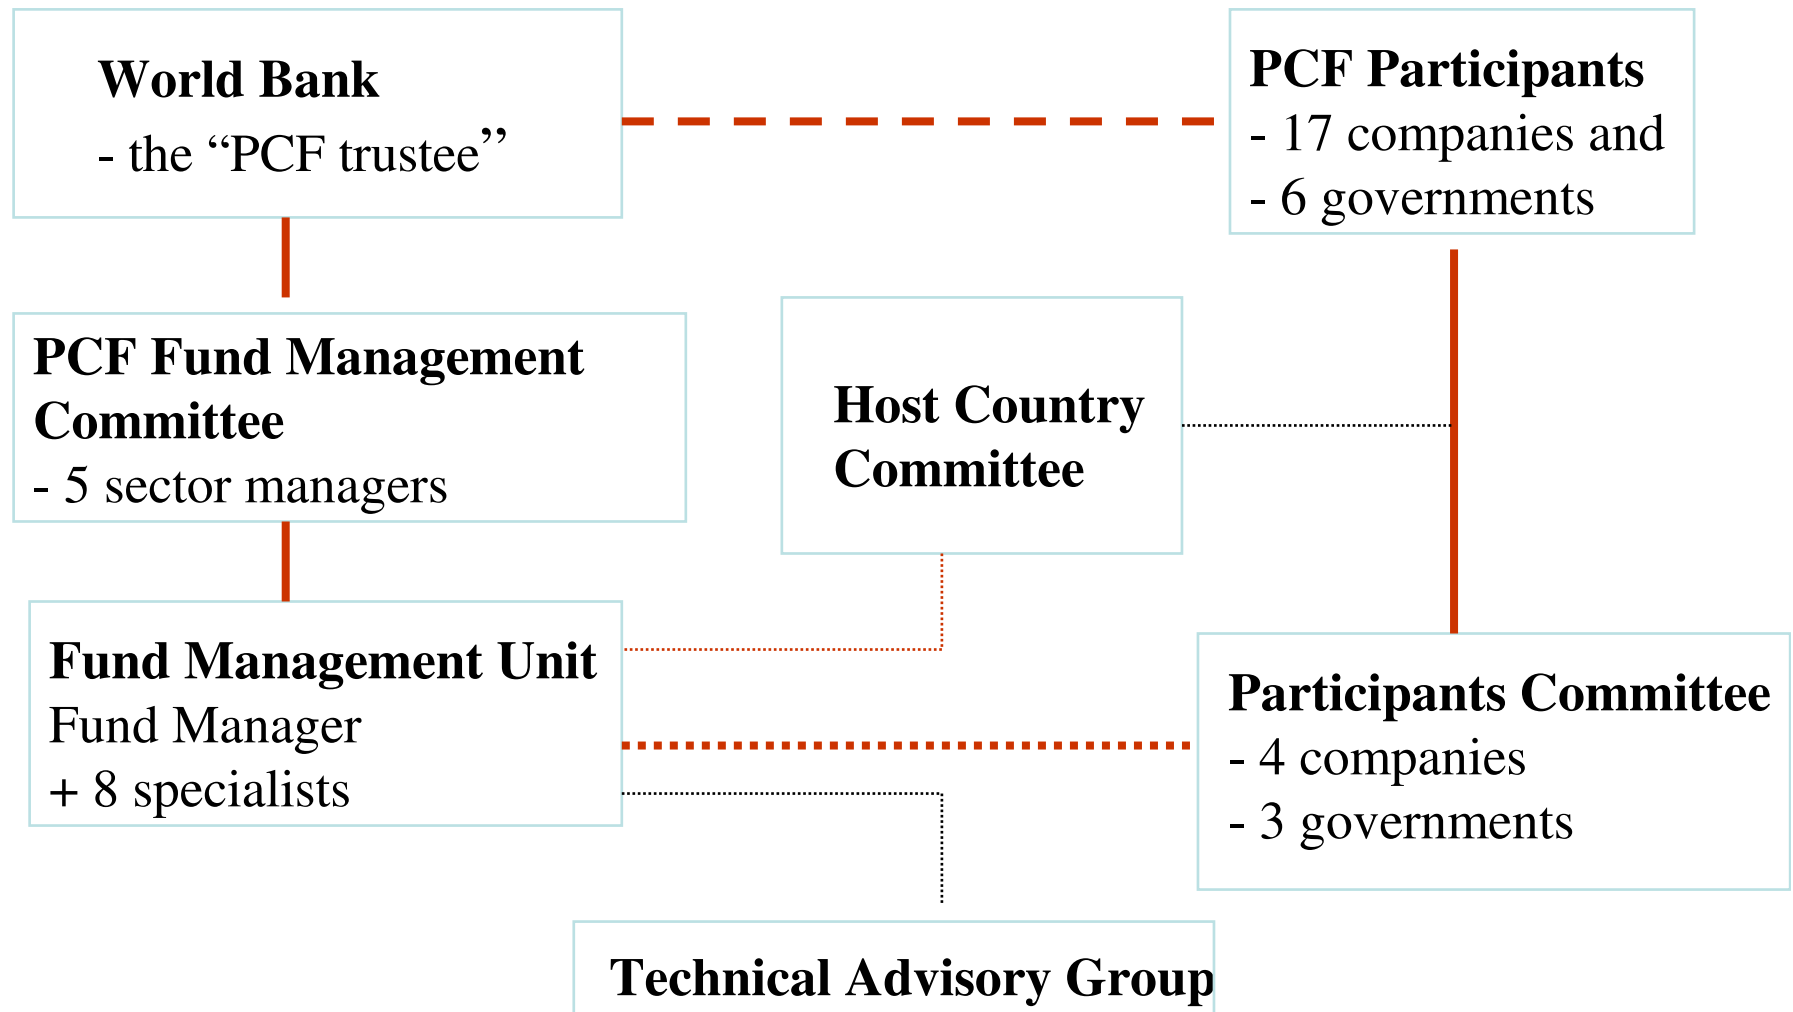 World Bank
- the “PCF trustee”
PCF Participants
- 17 companies and
- 6 governments
PCF Fund Management
Committee
- 5 sector managers
Host Country
Committee
Fund Management Unit
Fund Manager
+ 8 specialists
Participants Committee
- 4 companies
- 3 governments
Technical Advisory Group